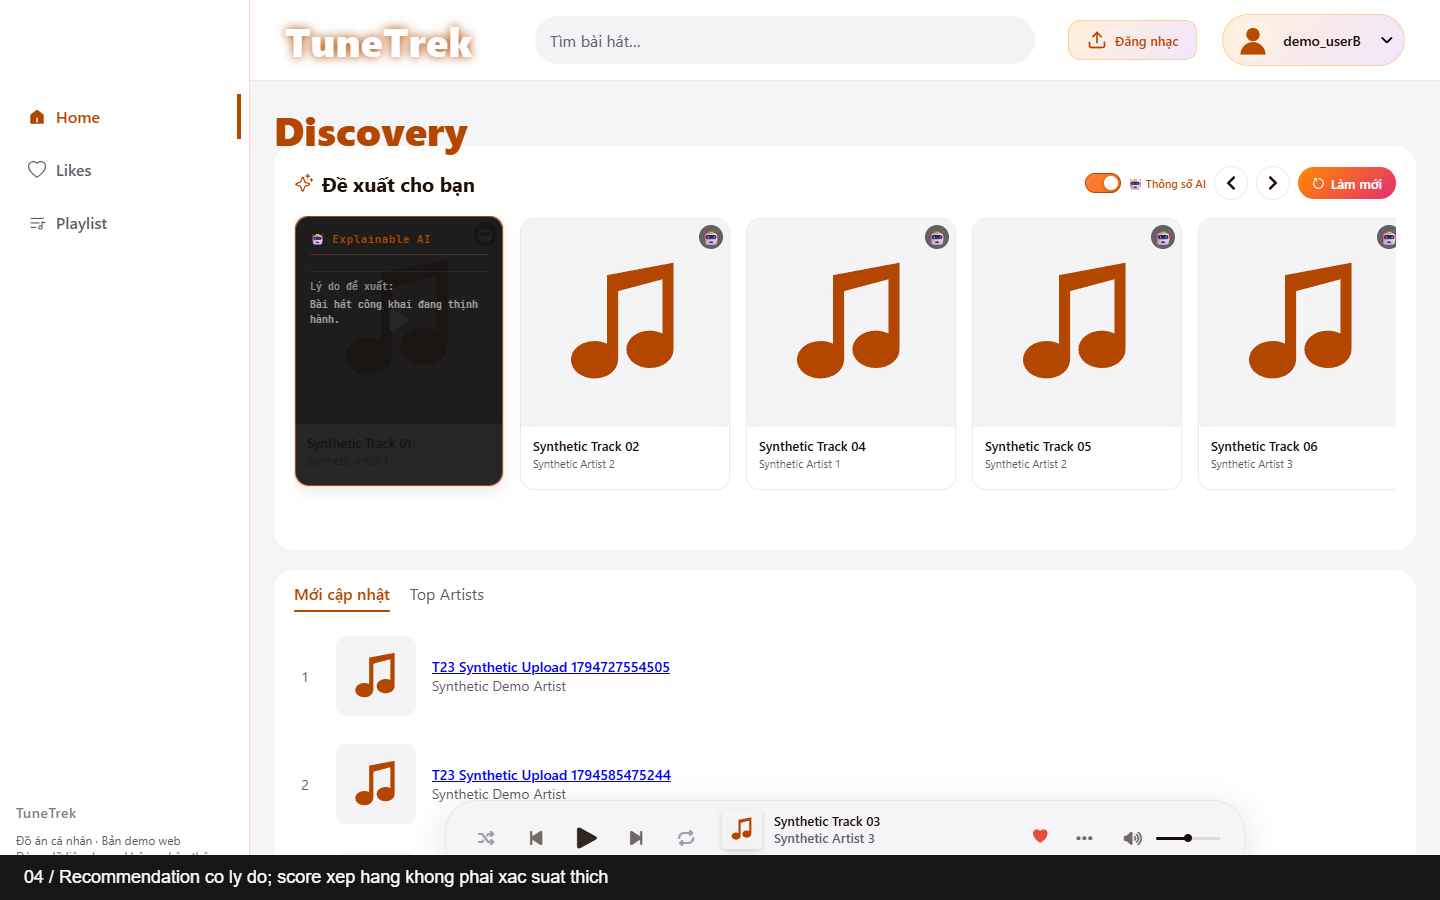 TuneTrek
Tìm bài hát...
Đăng nhạc
demo_userB
Home
Likes
Playlist
Discovery
Đề xuất cho bạn
Thông số AI
Làm mới
Explainable AI
Lý do đề xuất:
Bài hát công khai đang thịnh
hành.
Synthetic Track 01
Synthetic Artist 1
Synthetic Track 02
Synthetic Artist 2
Synthetic Track 04
Synthetic Artist 1
Synthetic Track 05
Synthetic Artist 2
Synthetic Track 06
Synthetic Artist 3
Mới cập nhật
Top Artists
1
T23 Synthetic Upload 1794727554505
Synthetic Demo Artist
2
T23 Synthetic Upload 1794585475244
Synthetic Demo Artist
Synthetic Track 03
Synthetic Artist 3
TuneTrek
Đồ án cá nhân · Bản demo web
04 / Recommendation co ly do; score xep hang khong phai xac suat thich